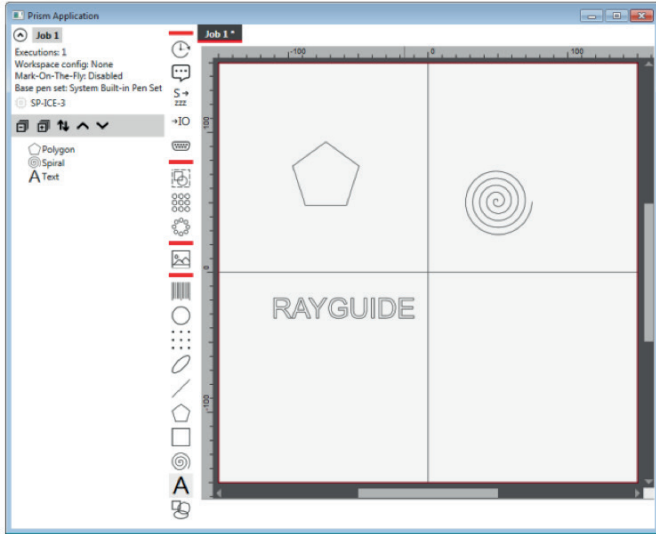 Prism Application
Job 1
Executions: 1
Workspace config: None
Mark-On-The-Fly: Disabled
Base pen set: System Built-in Pen Set
SP-ICE-3
Polygon
Spiral
A Text
S→
zzz
→IO
A
Job 1 *
-100
0
100
100
0
-100
RAYGUIDE